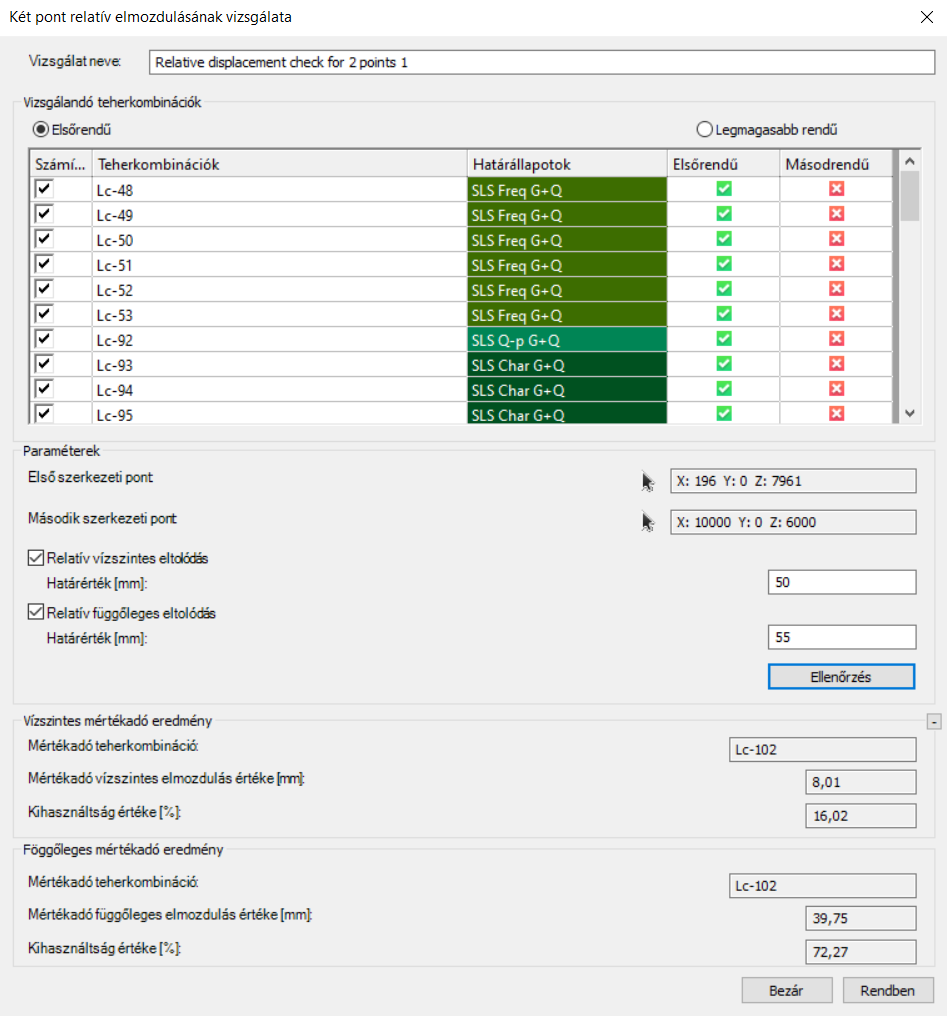 Két pont relatív elmozdulásának vizsgálata
Vizsgálat neve: Relative displacement check for 2 points 1
Vizsgálandó teherkombinációk
Elsőrendű Legmagasabb rendű
Számí... Teherkombinációk Határállapotok Elsőrendű Másodrendű
Lc-48 SLS Freq G+Q
Lc-49 SLS Freq G+Q
Lc-50 SLS Freq G+Q
Lc-51 SLS Freq G+Q
Lc-52 SLS Freq G+Q
Lc-53 SLS Freq G+Q
Lc-92 SLS Q-p G+Q
Lc-93 SLS Char G+Q
Lc-94 SLS Char G+Q
Lc-95 SLS Char G+Q
Paraméterek
Első szerkezeti pont X: 196 Y: 0 Z: 7961
Második szerkezeti pont X: 10000 Y: 0 Z: 6000
Relatív vízszintes eltolódás
Határérték [mm]: 50
Relatív függőleges eltolódás
Határérték [mm]: 55
Ellenőrzés
Vízszintes mértékadó eredmény -
Mértékadó teherkombináció: Lc-102
Mértékadó vízszintes elmozdulás értéke [mm]: 8,01
Kihasználtság értéke [%]: 16,02
Föggőleges mértékadó eredmény
Mértékadó teherkombináció: Lc-102
Mértékadó függőleges elmozdulás értéke [mm]: 39,75
Kihasználtság értéke [%]: 72,27
Bezár Rendben